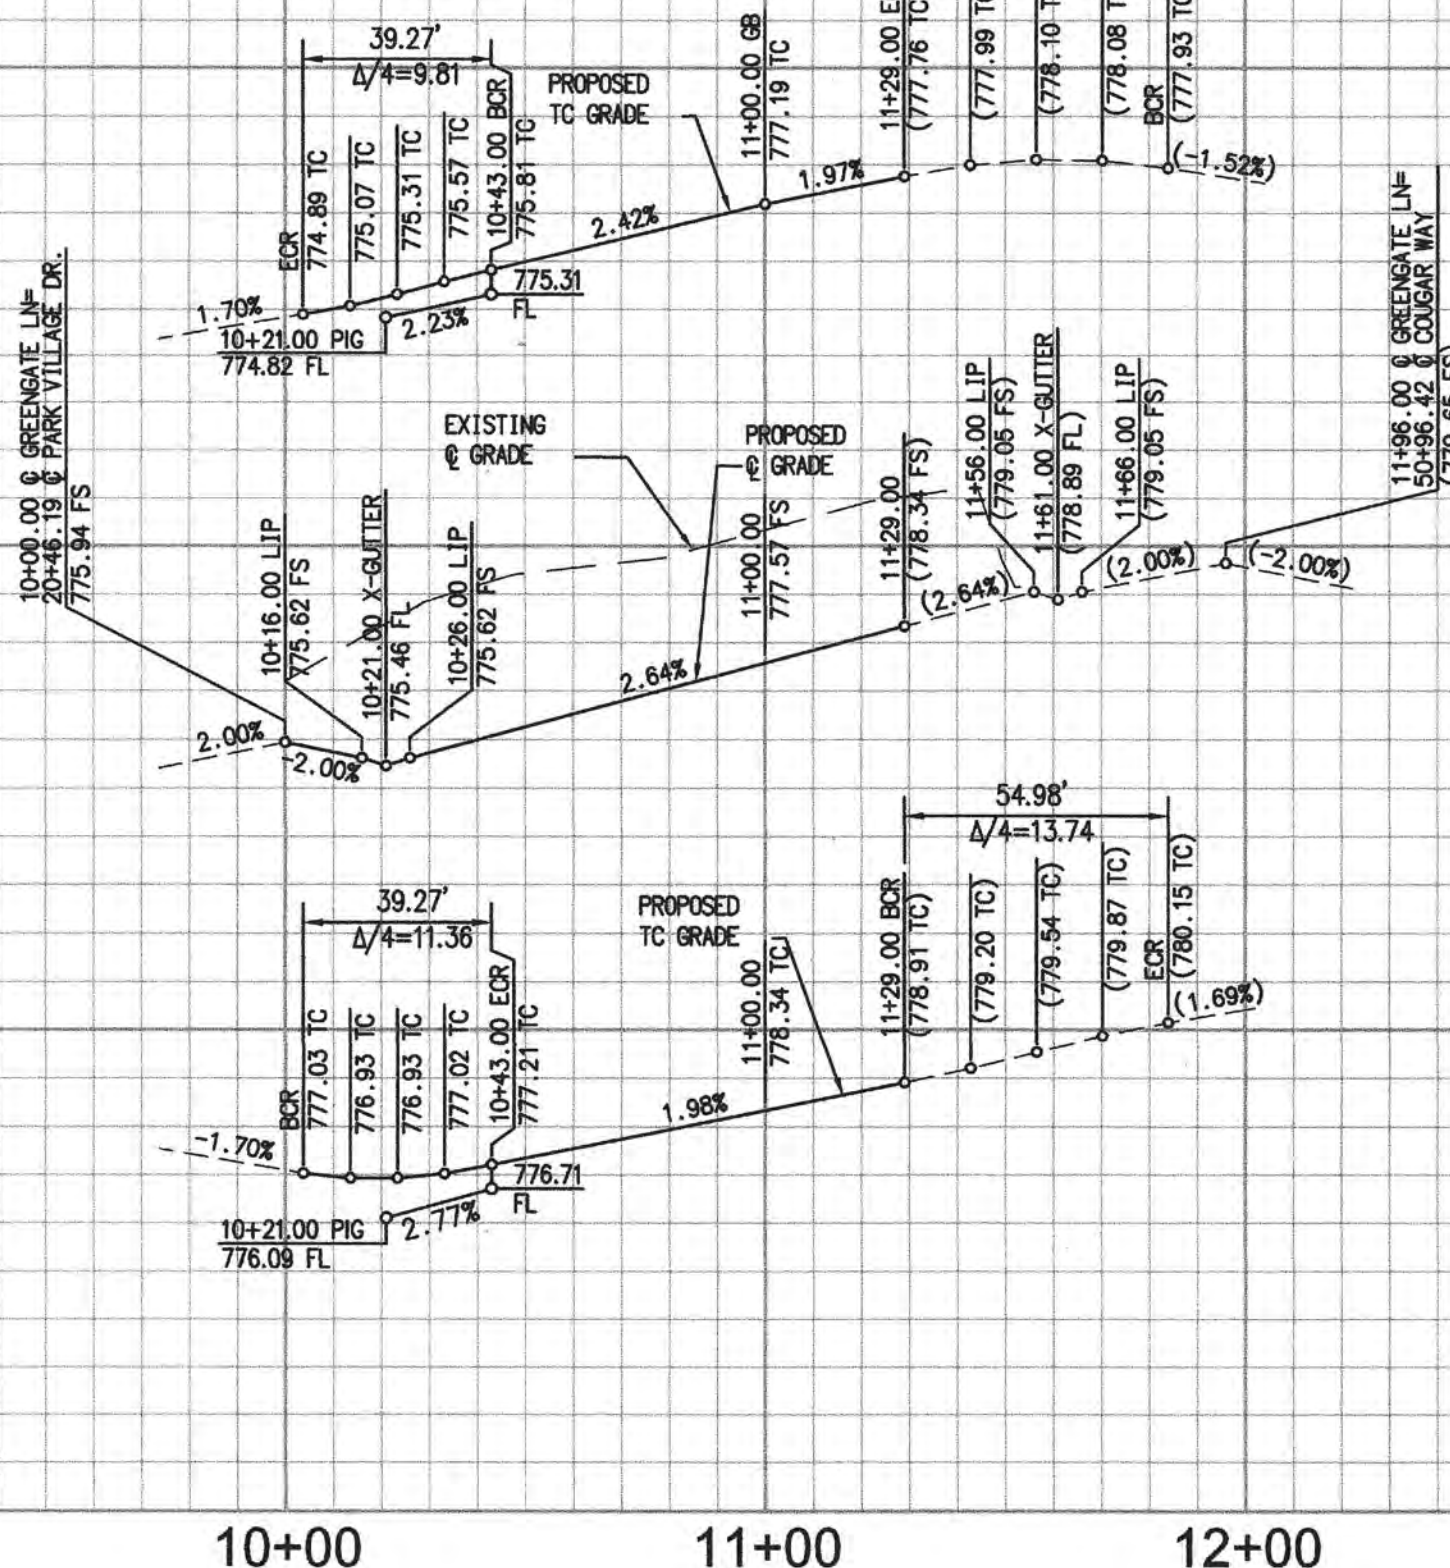 39.27'
Δ/4=9.81
PROPOSED
TC GRADE
11+00.00 GB
777.19 TC
11+29.00
(777.76 TC
(777.99
(778.10
(778.08
BCR
(777.93 TC
ECR
774.89 TC
775.07 TC
775.31 TC
775.57 TC
10+43.00 BCR
775.81 TC
1.97%
(-1.52%)
2.42%
1.70%
775.31
FL
2.23%
10+21.00 PIG
774.82 FL
10+00.00 ℄ GREENGATE LN=
20+46.19 ℄ PARK VILLAGE DR.
775.94 FS
EXISTING
℄ GRADE
PROPOSED
℄ GRADE
10+16.00 LIP
775.62 FS
10+21.00 X-GUTTER
775.46 FL
10+26.00 LIP
775.62 FS
11+00 00
777.57 FS
11+29.00
(778.34 FS)
11+56.00 LIP
(779.05 FS)
11+61.00 X-GUTTER
(778.89 FL)
11+66.00 LIP
(779.05 FS)
11+96.00 ℄ GREENGATE LN=
50+96.42 ℄ COUGAR WAY
2.00%
-2.00%
2.64%
(2.64%)
(2.00%)
(-2.00%)
54.98'
Δ/4=13.74
39.27'
Δ/4=11.36
PROPOSED
TC GRADE
BCR
777.03 TC
776.93 TC
776.93 TC
777.02 TC
10+43.00 ECR
777.21 TC
11+00.00
778.34 TC
11+29.00 BCR
(778.91 TC)
(779.20 TC)
(779.54 TC)
(779.87 TC)
ECR
(780.15 TC)
(1.69%)
-1.70%
1.98%
776.71
FL
2.77%
10+21.00 PIG
776.09 FL
10+00
11+00
12+00